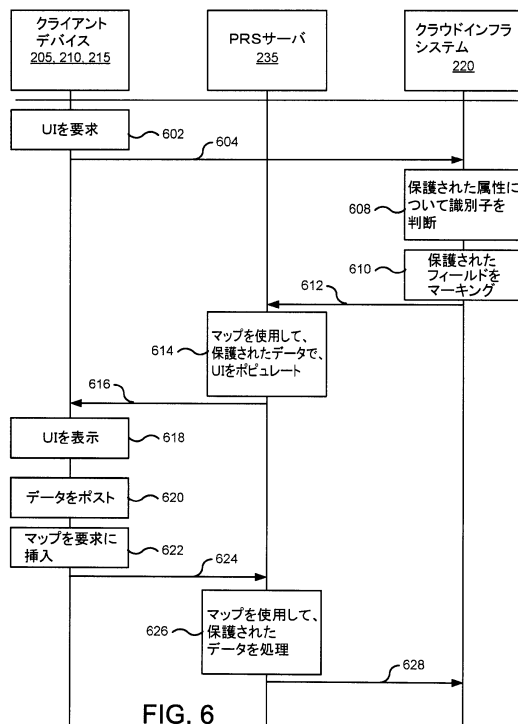 クライアント
デバイス
205, 210, 215
PRSサーバ
235
クラウドインフラ
システム
220
UIを要求
602
604
608
保護された属性に
ついて識別子を
判断
610
保護された
フィールドを
マーキング
612
614
マップを使用して、
保護されたデータで、
UIをポピュレート
616
UIを表示
618
データをポスト
620
マップを要求に
挿入
622
624
626
マップを使用して、
保護された
データを処理
628
FIG. 6